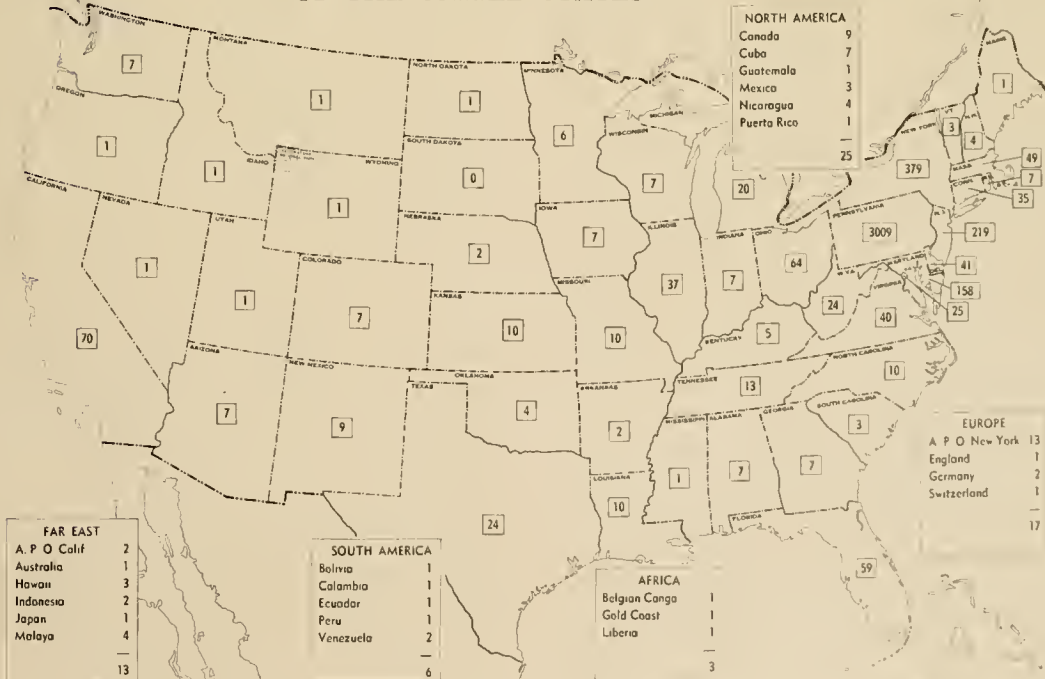 WASHINGTON
7
OREGON
1
CALIFORNIA
70
NEVADA
1
IDAHO
1
MONTANA
1
WYOMING
1
UTAH
1
COLORADO
7
ARIZONA
7
NEW MEXICO
9
NORTH DAKOTA
1
SOUTH DAKOTA
0
NEBRASKA
2
KANSAS
10
OKLAHOMA
4
TEXAS
24
MINNESOTA
6
IOWA
7
MISSOURI
10
ARKANSAS
2
LOUISIANA
10
WISCONSIN
7
MICHIGAN
20
ILLINOIS
37
INDIANA
7
OHIO
64
KENTUCKY
5
TENNESSEE
13
MISSISSIPPI
1
ALABAMA
7
GEORGIA
7
FLORIDA
59
SOUTH CAROLINA
3
NORTH CAROLINA
10
VIRGINIA
40
W.VA
24
PENNSYLVANIA
3009
NEW YORK
379
VT
3
N.H.
4
MAINE
1
MASS
49
R.I.
7
CONN
35
N.J.
219
DEL
41
MARYLAND
158
25
NORTH AMERICA
Canada 9
Cuba 7
Guatemala 1
Mexico 3
Nicaragua 4
Puerto Rico 1
25
EUROPE
A P O New York 13
England 1
Germany 2
Switzerland 1
17
FAR EAST
A. P O Calif 2
Australia 1
Hawaii 3
Indonesia 2
Japan 1
Malaya 4
13
SOUTH AMERICA
Bolivia 1
Colambia 1
Ecuador 1
Peru 1
Venezuela 2
6
AFRICA
Belgian Congo 1
Gold Coast 1
Liberia 1
3